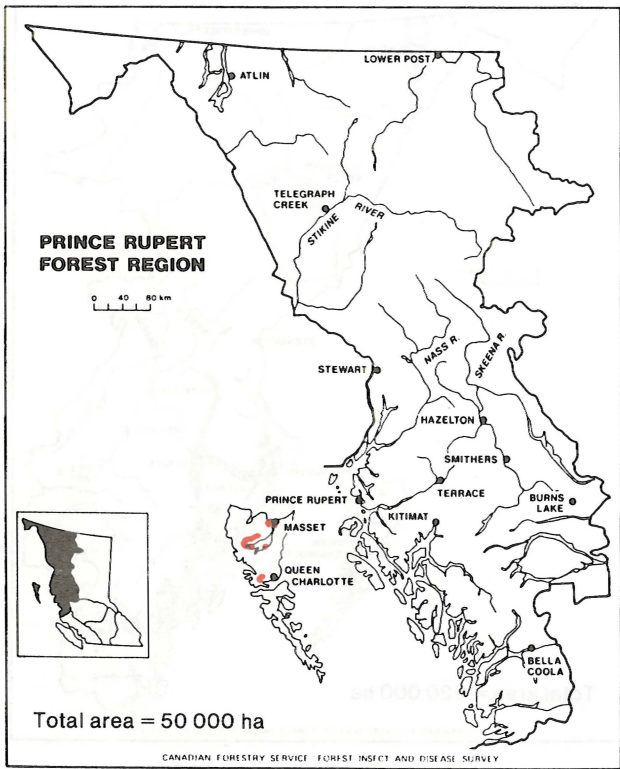 LOWER POST
ATLIN
TELEGRAPH
CREEK
STIKINE RIVER
PRINCE RUPERT
FOREST REGION
0 40 80 km
NASS R.
SKEENA R.
STEWART
HAZELTON
SMITHERS
PRINCE RUPERT
TERRACE
BURNS
LAKE
MASSET
KITIMAT
QUEEN
CHARLOTTE
BELLA
COOLA
Total area = 50 000 ha
CANADIAN FORESTRY SERVICE FOREST INSECT AND DISEASE SURVEY